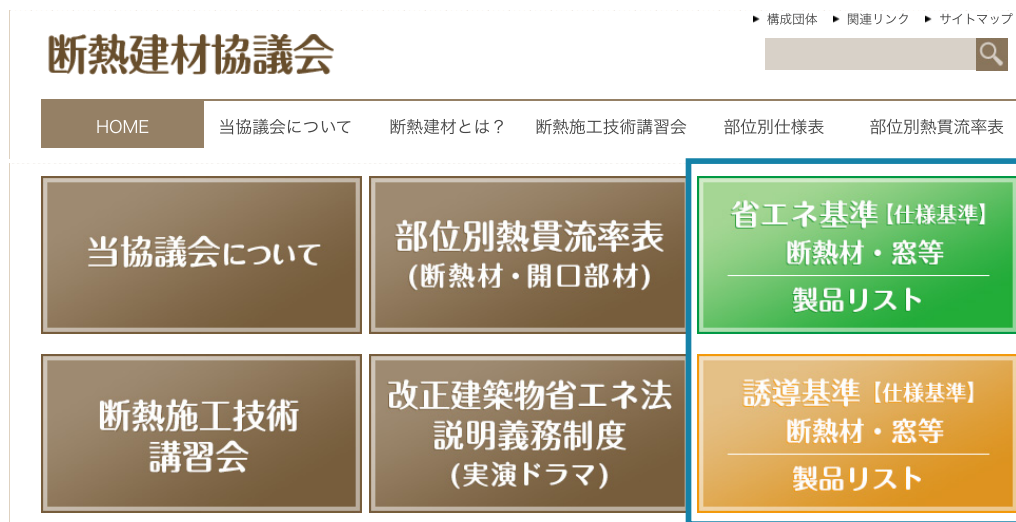 構成団体 関連リンク サイトマップ
断熱建材協議会
HOME 当協議会について 断熱建材とは？ 断熱施工技術講習会 部位別仕様表 部位別熱貫流率表
当協議会について
部位別熱貫流率表
(断熱材・開口部材)
省エネ基準【仕様基準】
断熱材・窓等
製品リスト
断熱施工技術
講習会
改正建築物省エネ法
説明義務制度
(実演ドラマ)
誘導基準【仕様基準】
断熱材・窓等
製品リスト